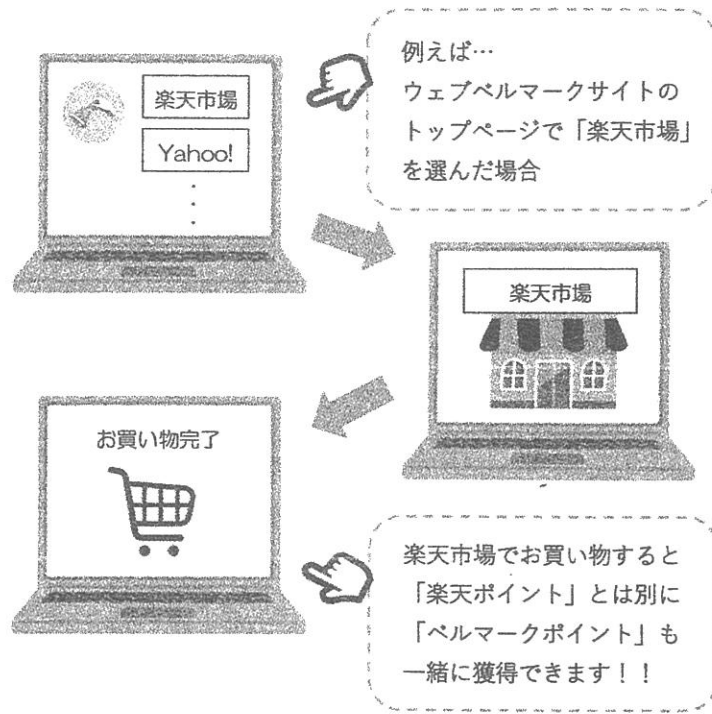 楽天市場
Yahoo!
例えば…
ウェブベルマークサイトの
トップページで「楽天市場」
を選んだ場合
楽天市場
お買い物完了
楽天市場でお買い物すると
「楽天ポイント」とは別に
「ベルマークポイント」も
一緒に獲得できます！！